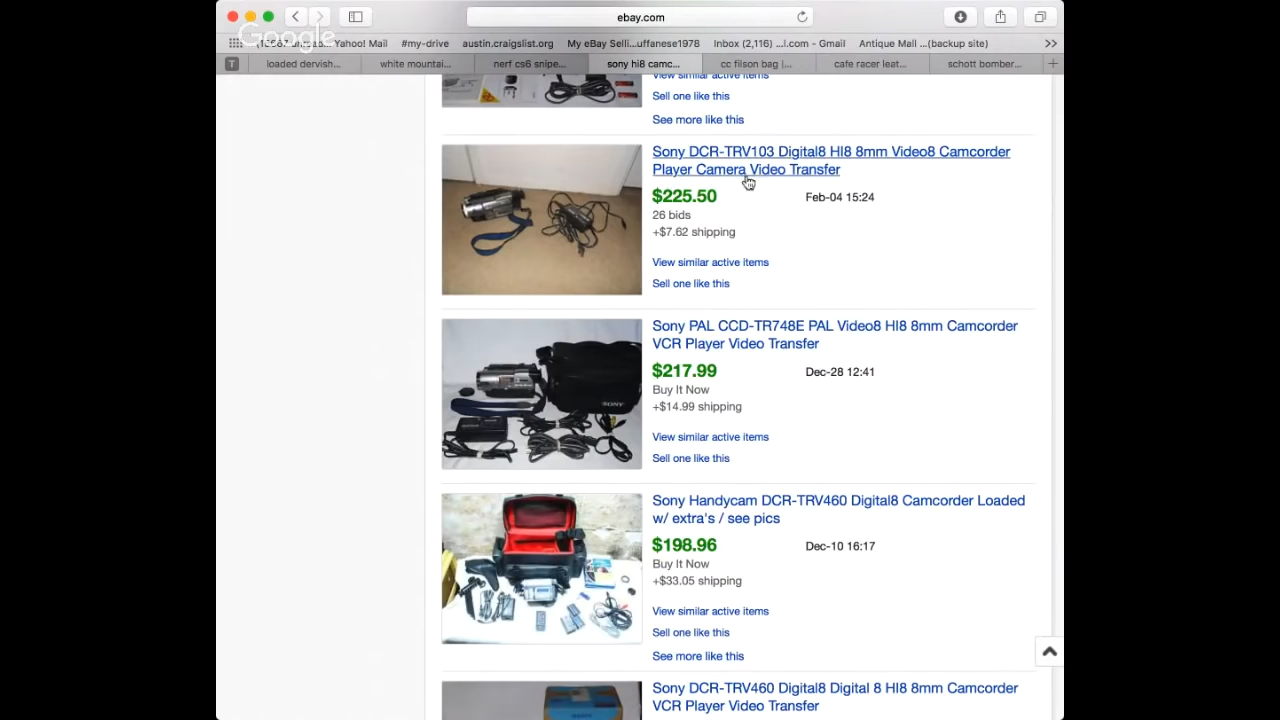 ebay.com
Google
(15667 unread) Yahoo! Mail #my-drive austin.craigslist.org My eBay Selli...uffanese1978 Inbox (2,116) ...l.com - Gmail Antique Mall ...(backup site)
T loaded dervish... white mountai... nerf cs6 snipe... sony hi8 camc... cc filson bag |... cafe racer leat... schott bomber...
View similar active items
Sell one like this
See more like this
Sony DCR-TRV103 Digital8 HI8 8mm Video8 Camcorder
Player Camera Video Transfer
$225.50 Feb-04 15:24
26 bids
+$7.62 shipping
View similar active items
Sell one like this
Sony PAL CCD-TR748E PAL Video8 HI8 8mm Camcorder
VCR Player Video Transfer
$217.99 Dec-28 12:41
Buy It Now
+$14.99 shipping
View similar active items
Sell one like this
SONY
Sony Handycam DCR-TRV460 Digital8 Camcorder Loaded
w/ extra's / see pics
$198.96 Dec-10 16:17
Buy It Now
+$33.05 shipping
View similar active items
Sell one like this
See more like this
Sony DCR-TRV460 Digital8 Digital 8 HI8 8mm Camcorder
VCR Player Video Transfer